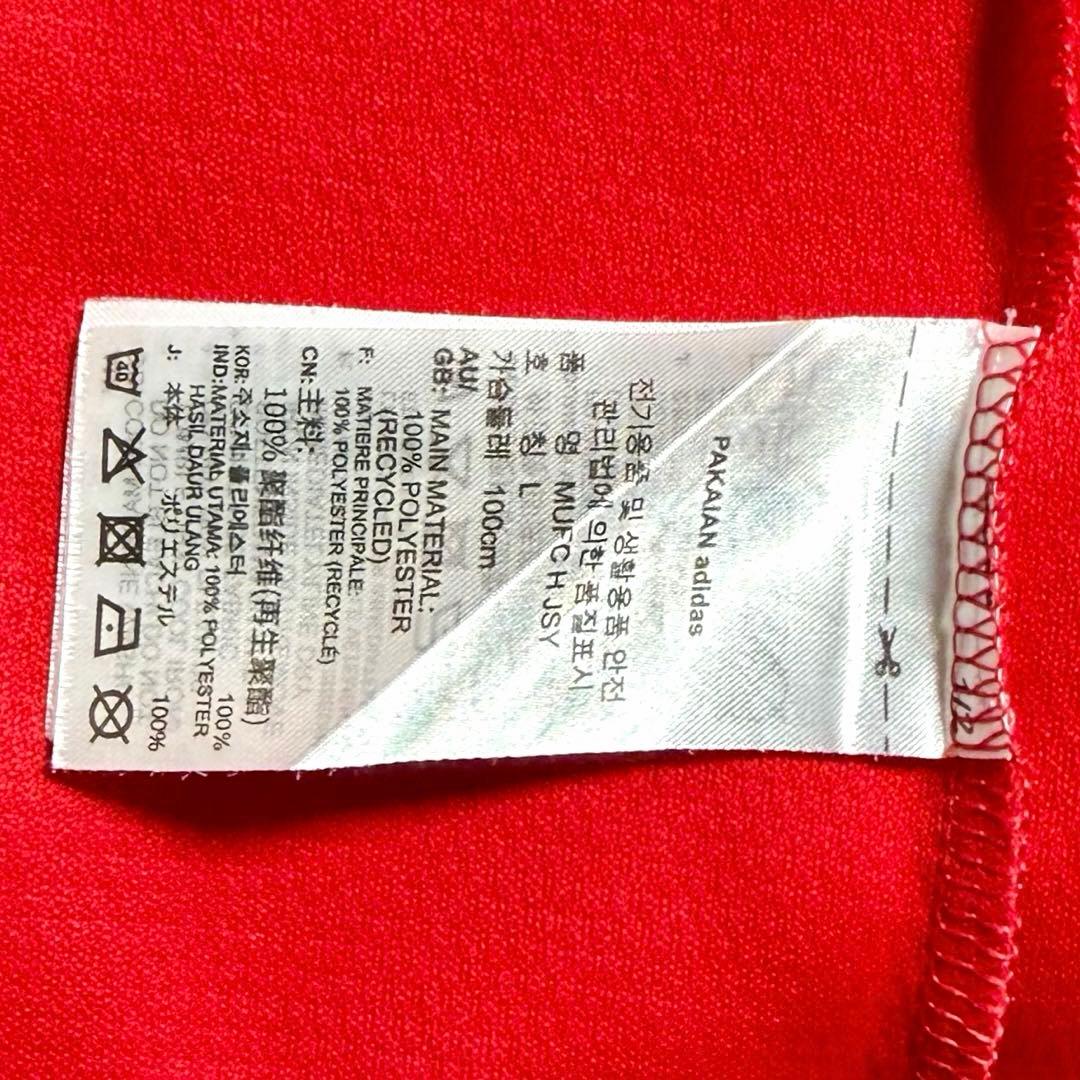 PAKAIAN adidas
전기용품 및 생활용품 안전
관리법에 의한 품질표시
품 명 MUFC H JSY
호 칭 L
가슴둘레 100cm
AU/
GB: MAIN MATERIAL:
100% POLYESTER
(RECYCLED)
F: MATIERE PRINCIPALE:
100% POLYESTER (RECYCLÉ)
CN: 主料:
100% 聚酯纤维(再生聚酯)
KOR: 주소재: 폴리에스터 100%
IND: MATERIAL UTAMA: 100% POLYESTER
HASIL DAUR ULANG
J: 本体 ポリエステル 100%
40